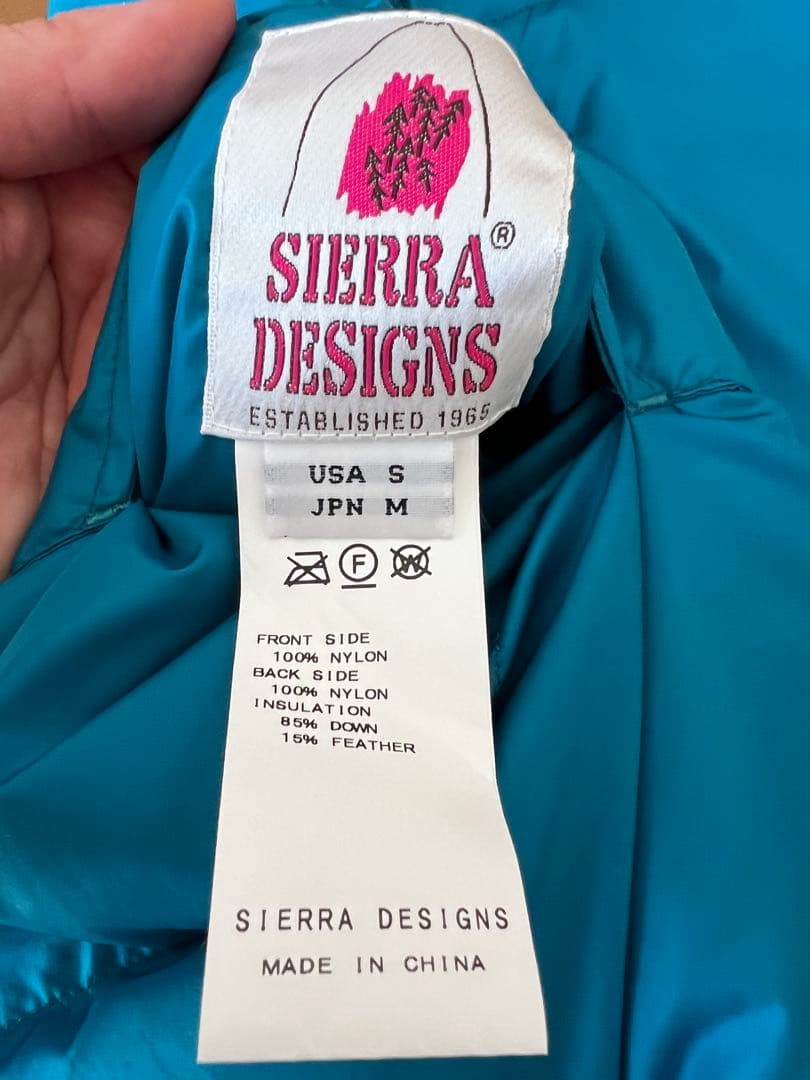 SIERRA®
DESIGNS
ESTABLISHED 1965
USA S
JPN M
F W
FRONT SIDE
100% NYLON
BACK SIDE
100% NYLON
INSULATION
85% DOWN
15% FEATHER
SIERRA DESIGNS
MADE IN CHINA